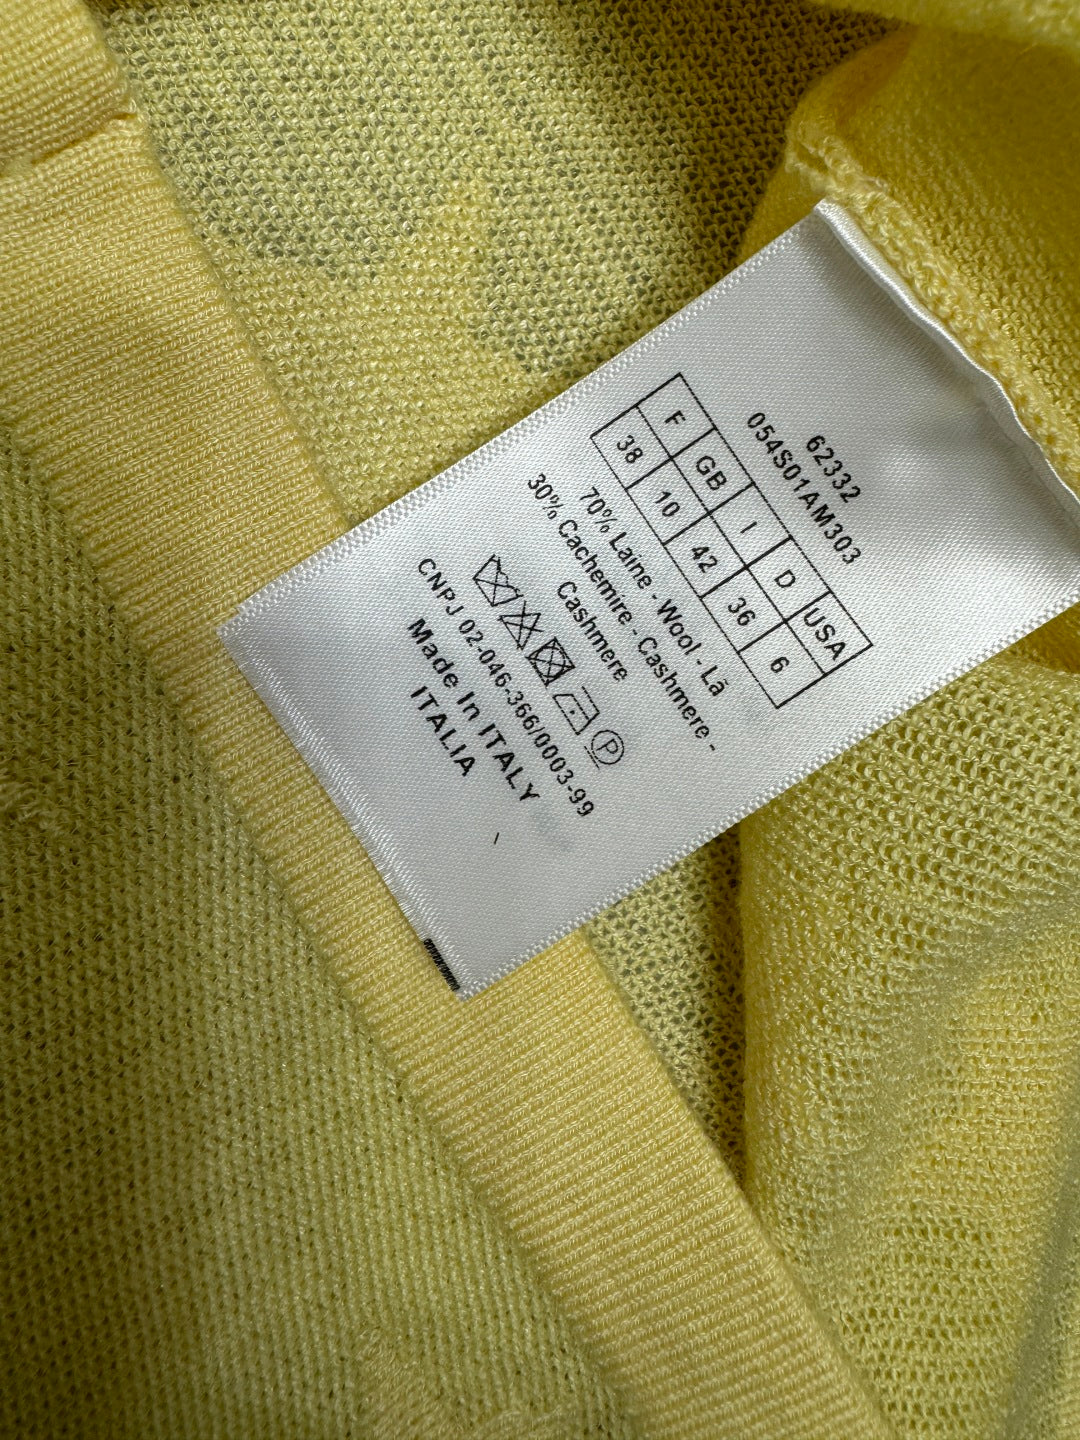 62332
054S01AM303
F GB I D USA
38 10 42 36 6
70% Laine - Wool - Lã
30% Cachemire - Cashmere -
Cashmere
P
CNPJ 02-046-366/0003-99
Made In ITALY
ITALIA